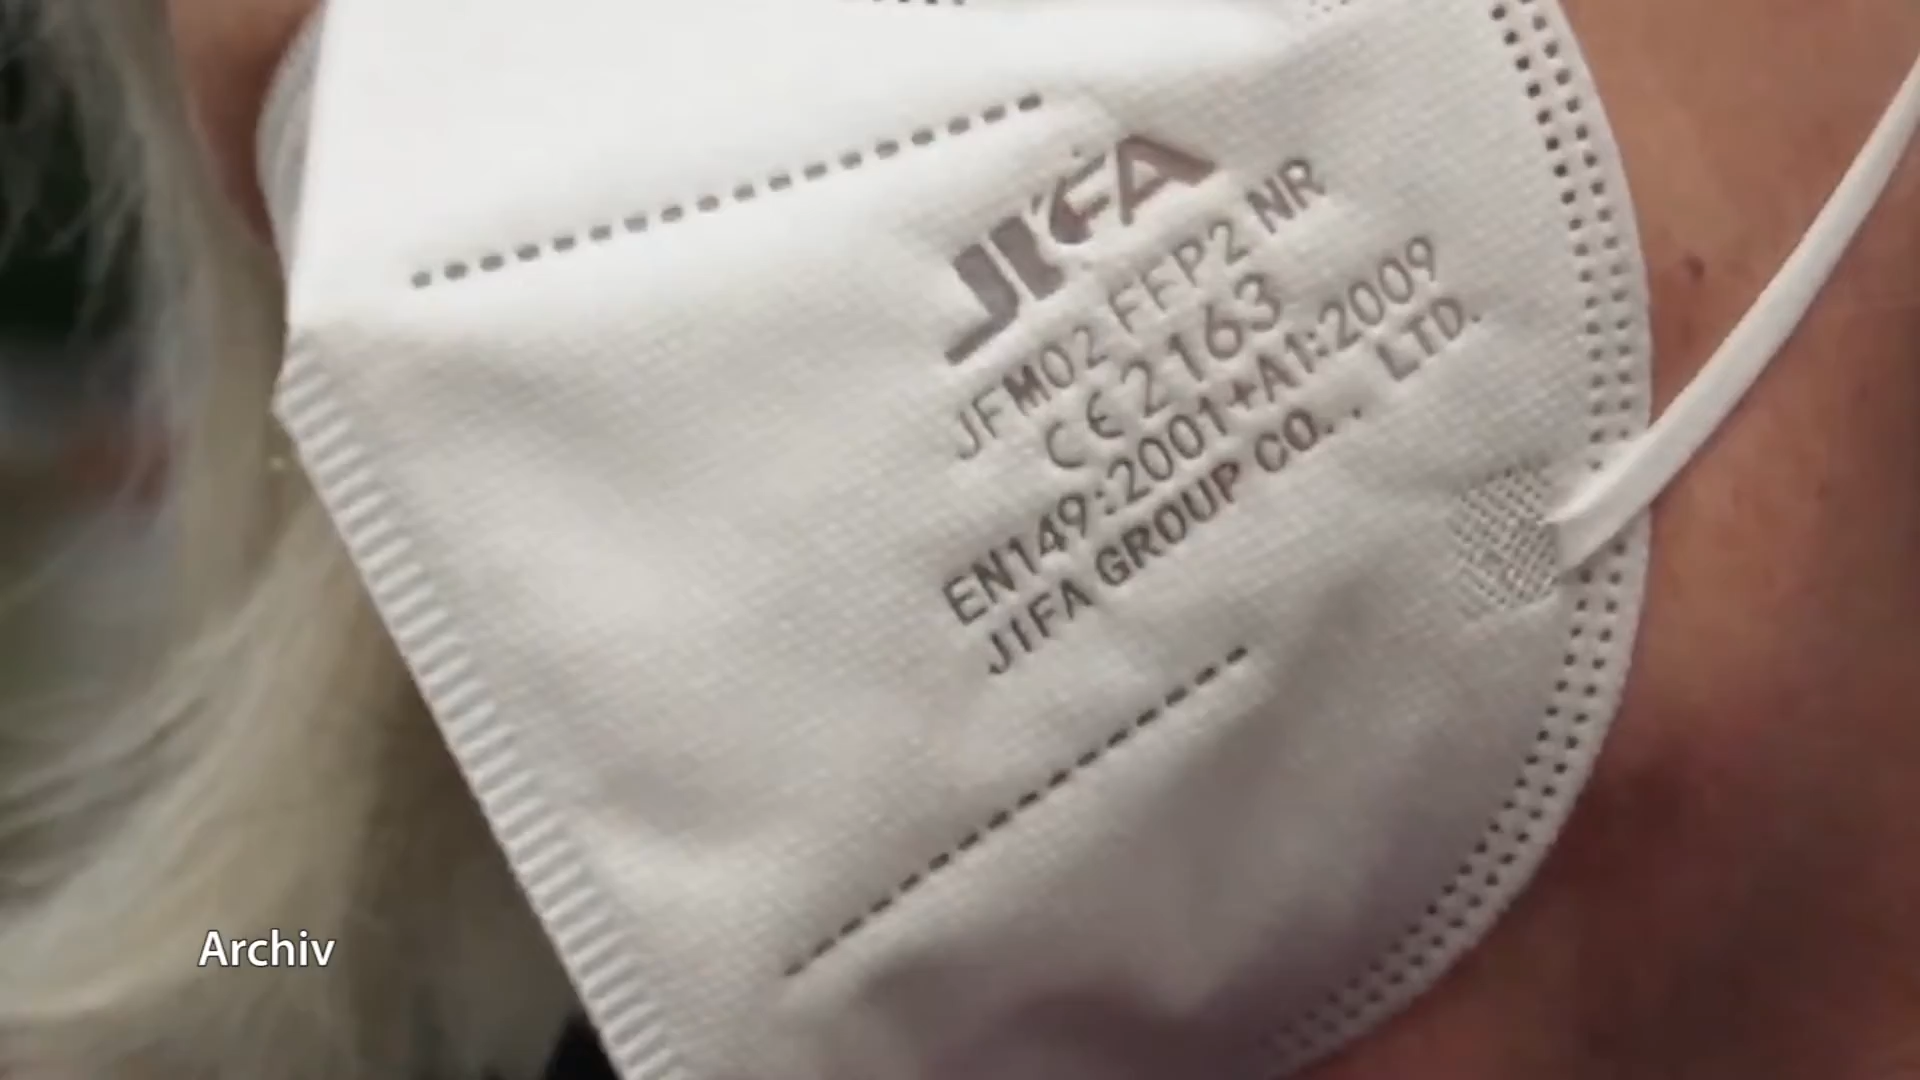 JIFA
JFM02 FFP2 NR
CE 2163
EN149:2001+A1:2009
JIFA GROUP CO., LTD.
Archiv